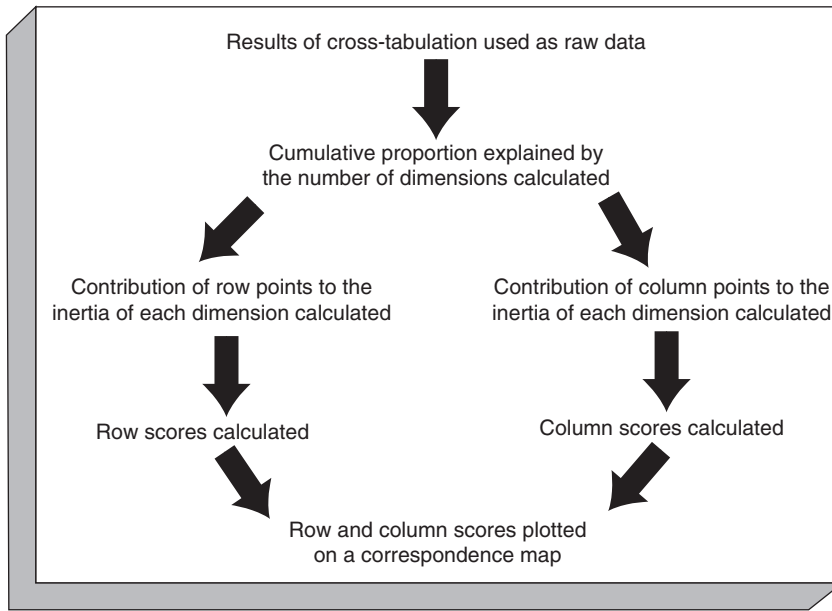 Results of cross-tabulation used as raw data
Cumulative proportion explained by
the number of dimensions calculated
Contribution of row points to the
inertia of each dimension calculated
Contribution of column points to the
inertia of each dimension calculated
Row scores calculated
Column scores calculated
Row and column scores plotted
on a correspondence map